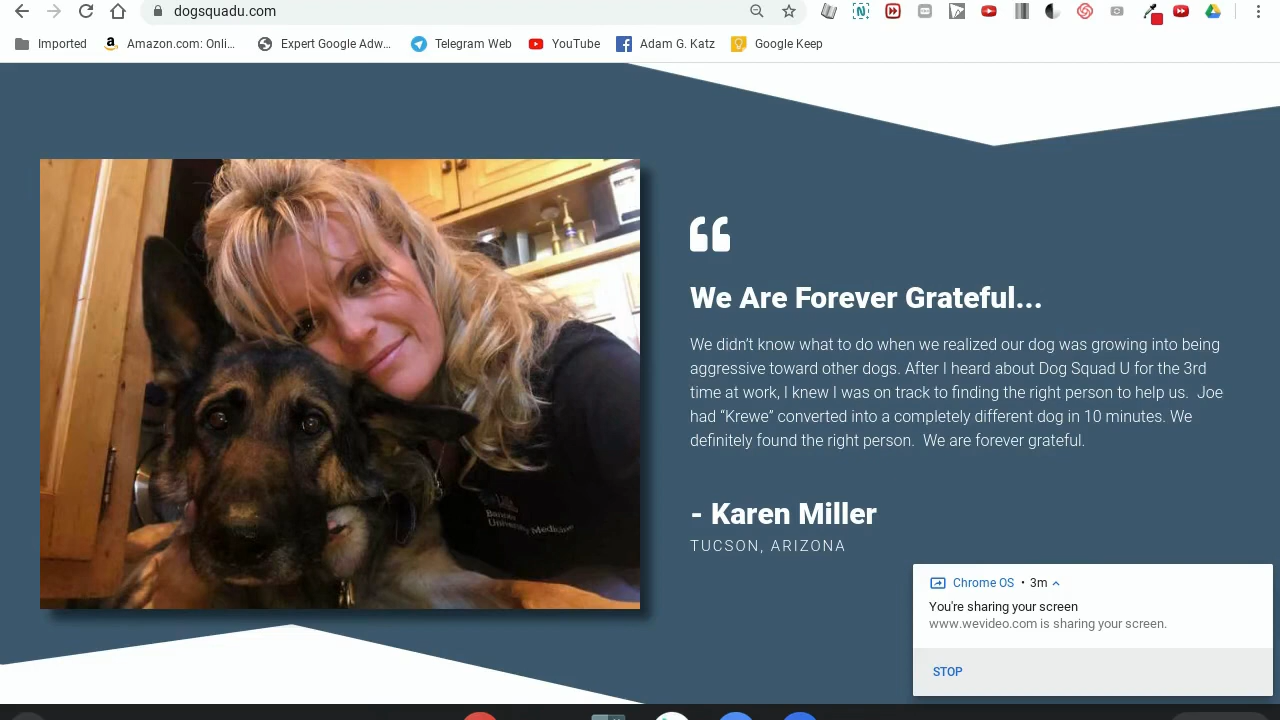 dogsquadu.com
Imported
Amazon.com: Onli...
Expert Google Adw...
Telegram Web
YouTube
Adam G. Katz
Google Keep
We Are Forever Grateful...
We didn’t know what to do when we realized our dog was growing into being
aggressive toward other dogs. After I heard about Dog Squad U for the 3rd
time at work, I knew I was on track to finding the right person to help us.  Joe
had “Krewe” converted into a completely different dog in 10 minutes. We
definitely found the right person.  We are forever grateful.
- Karen Miller
TUCSON, ARIZONA
University Medicine
Chrome OS • 3m
You're sharing your screen
www.wevideo.com is sharing your screen.
STOP